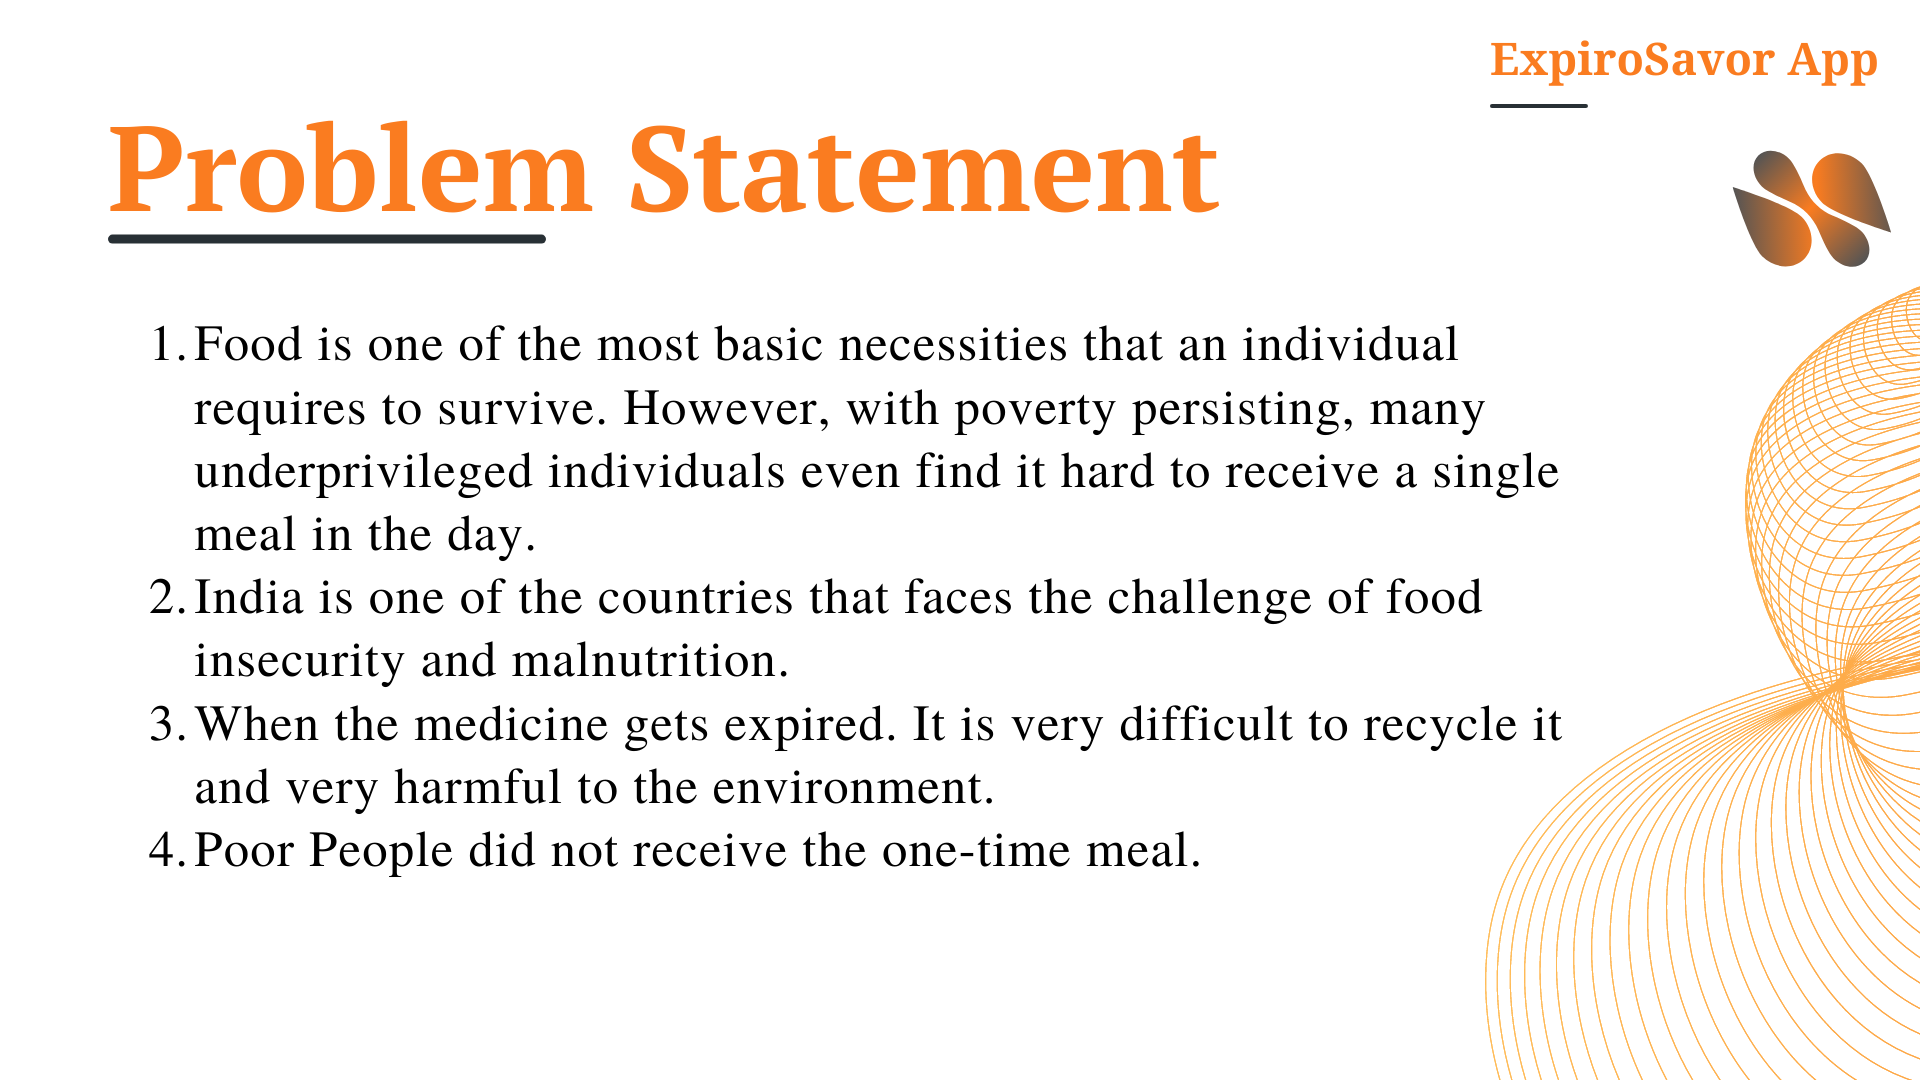 ExpiroSavor App
Problem Statement
1. Food is one of the most basic necessities that an individual
requires to survive. However, with poverty persisting, many
underprivileged individuals even find it hard to receive a single
meal in the day.
2. India is one of the countries that faces the challenge of food
insecurity and malnutrition.
3. When the medicine gets expired. It is very difficult to recycle it
and very harmful to the environment.
4. Poor People did not receive the one-time meal.